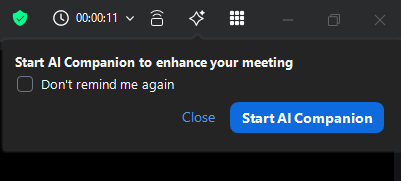 00:00:11
Start AI Companion to enhance your meeting
Don't remind me again
Close
Start AI Companion